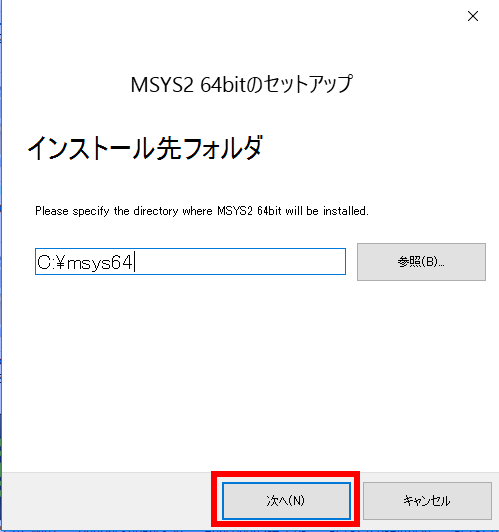 MSYS2 64bitのセットアップ
インストール先フォルダ
Please specify the directory where MSYS2 64bit will be installed.
C:¥msys64
参照(B)...
次へ(N)
キャンセル